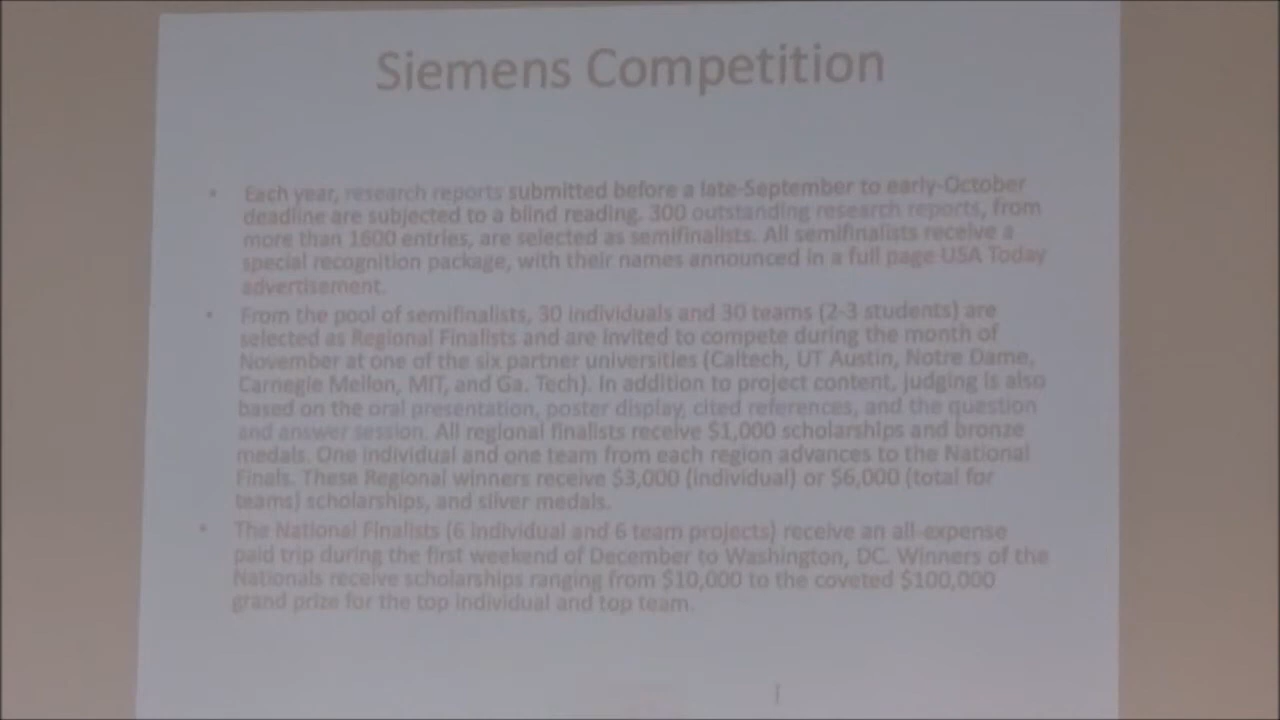 Siemens Competition
• Each year, research reports submitted before a late-September to early-October
deadline are subjected to a blind reading. 300 outstanding research reports, from
more than 1600 entries, are selected as semifinalists. All semifinalists receive a
special recognition package, with their names announced in a full page USA Today
advertisement.
• From the pool of semifinalists, 30 individuals and 30 teams (2-3 students) are
selected as Regional Finalists and are invited to compete during the month of
November at one of the six partner universities (Caltech, UT Austin, Notre Dame,
Carnegie Mellon, MIT, and Ga. Tech). In addition to project content, judging is also
based on the oral presentation, poster display, cited references, and the question
and answer session. All regional finalists receive $1,000 scholarships and bronze
medals. One individual and one team from each region advances to the National
Finals. These Regional winners receive $3,000 (individual) or $6,000 (total for
teams) scholarships, and silver medals.
• The National Finalists (6 individual and 6 team projects) receive an all-expense
paid trip during the first weekend of December to Washington, DC. Winners of the
Nationals receive scholarships ranging from $10,000 to the coveted $100,000
grand prize for the top individual and top team.